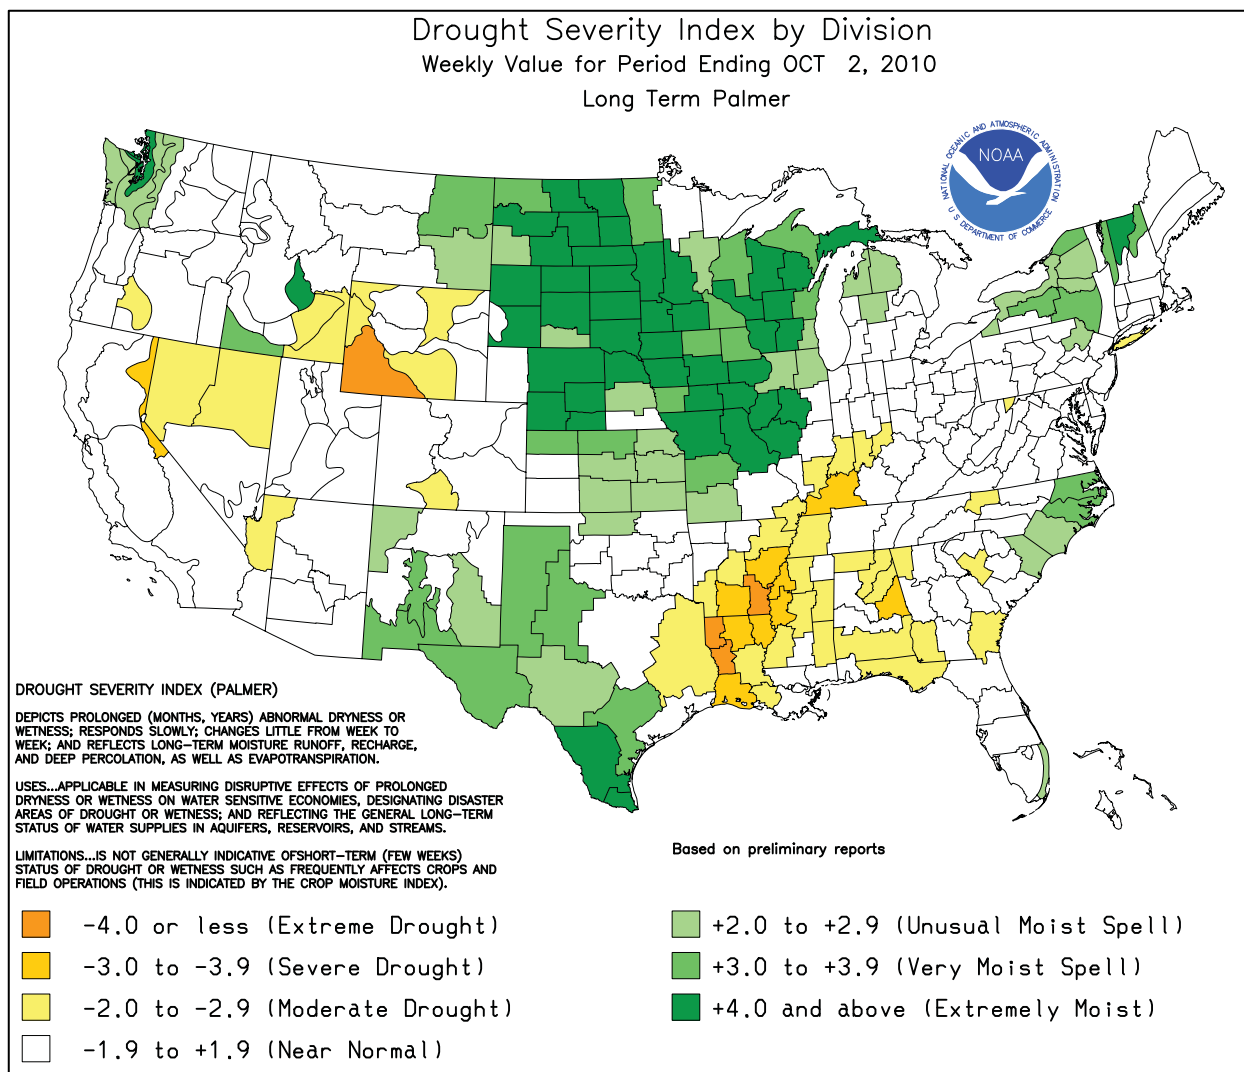 Drought Severity Index by Division
Weekly Value for Period Ending OCT 2, 2010
Long Term Palmer
NATIONAL OCEANIC AND ATMOSPHERIC ADMINISTRATION
NOAA
U S DEPARTMENT OF COMMERCE
DROUGHT SEVERITY INDEX (PALMER)
DEPICTS PROLONGED (MONTHS, YEARS) ABNORMAL DRYNESS OR
WETNESS; RESPONDS SLOWLY; CHANGES LITTLE FROM WEEK TO
WEEK; AND REFLECTS LONG-TERM MOISTURE RUNOFF, RECHARGE,
AND DEEP PERCOLATION, AS WELL AS EVAPOTRANSPIRATION.
USES...APPLICABLE IN MEASURING DISRUPTIVE EFFECTS OF PROLONGED
DRYNESS OR WETNESS ON WATER SENSITIVE ECONOMIES, DESIGNATING DISASTER
AREAS OF DROUGHT OR WETNESS; AND REFLECTING THE GENERAL LONG-TERM
STATUS OF WATER SUPPLIES IN AQUIFERS, RESERVOIRS, AND STREAMS.
LIMITATIONS...IS NOT GENERALLY INDICATIVE OFSHORT-TERM (FEW WEEKS)
STATUS OF DROUGHT OR WETNESS SUCH AS FREQUENTLY AFFECTS CROPS AND
FIELD OPERATIONS (THIS IS INDICATED BY THE CROP MOISTURE INDEX).
Based on preliminary reports
-4.0 or less (Extreme Drought)
-3.0 to -3.9 (Severe Drought)
-2.0 to -2.9 (Moderate Drought)
-1.9 to +1.9 (Near Normal)
+2.0 to +2.9 (Unusual Moist Spell)
+3.0 to +3.9 (Very Moist Spell)
+4.0 and above (Extremely Moist)